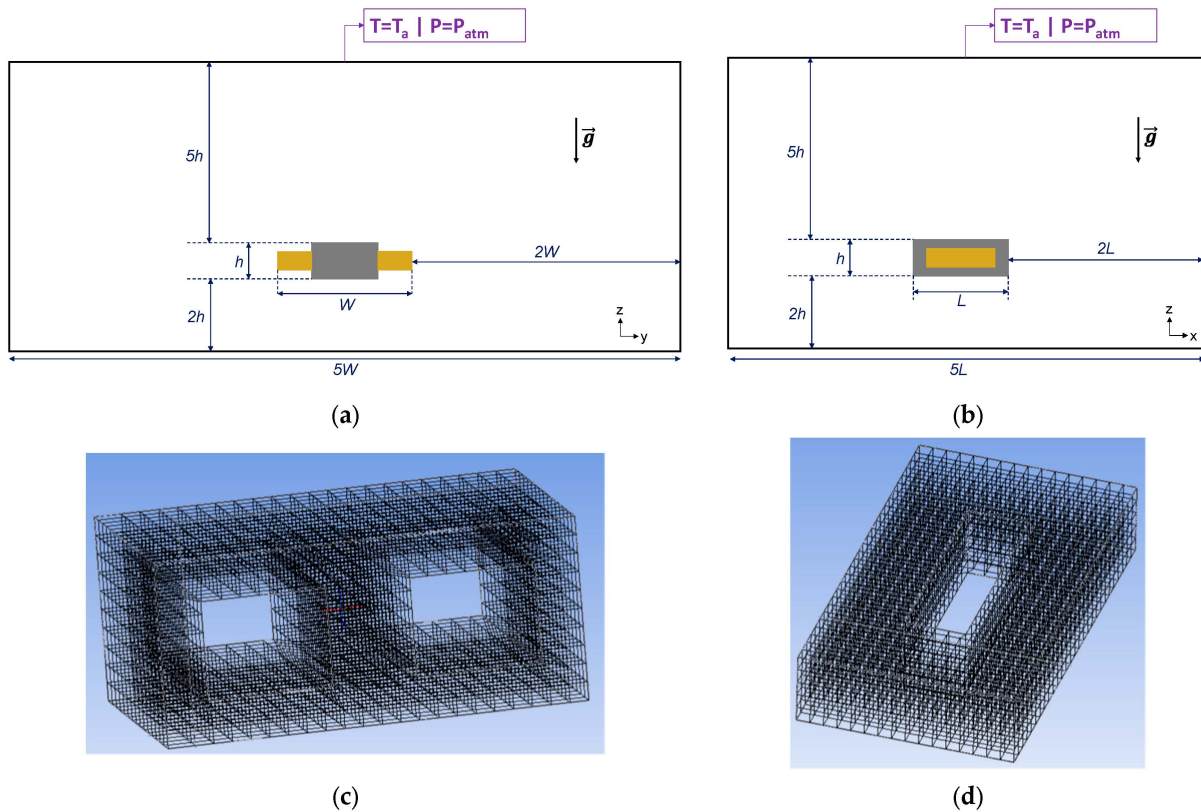 T=Ta | P=Patm
T=Ta | P=Patm
5h
g
5h
g
h
2W
h
2L
W
L
2h
z
y
2h
z
x
5W
5L
(a)
(b)
(c)
(d)